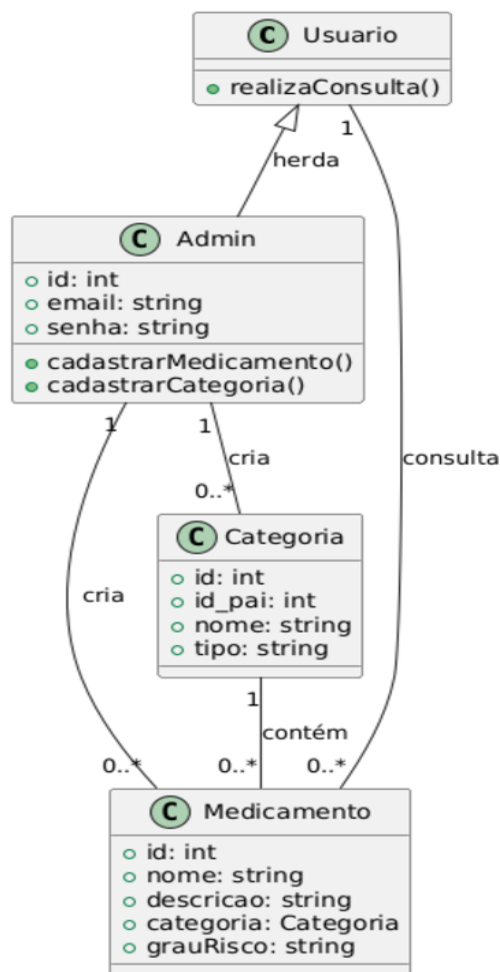 C Usuario
realizaConsulta()
1
herda
C Admin
id: int
email: string
senha: string
cadastrarMedicamento()
cadastrarCategoria()
1
1
cria
consulta
0..*
C Categoria
id: int
id_pai: int
nome: string
tipo: string
cria
1
contém
0..*
0..*
0..*
C Medicamento
id: int
nome: string
descricao: string
categoria: Categoria
grauRisco: string